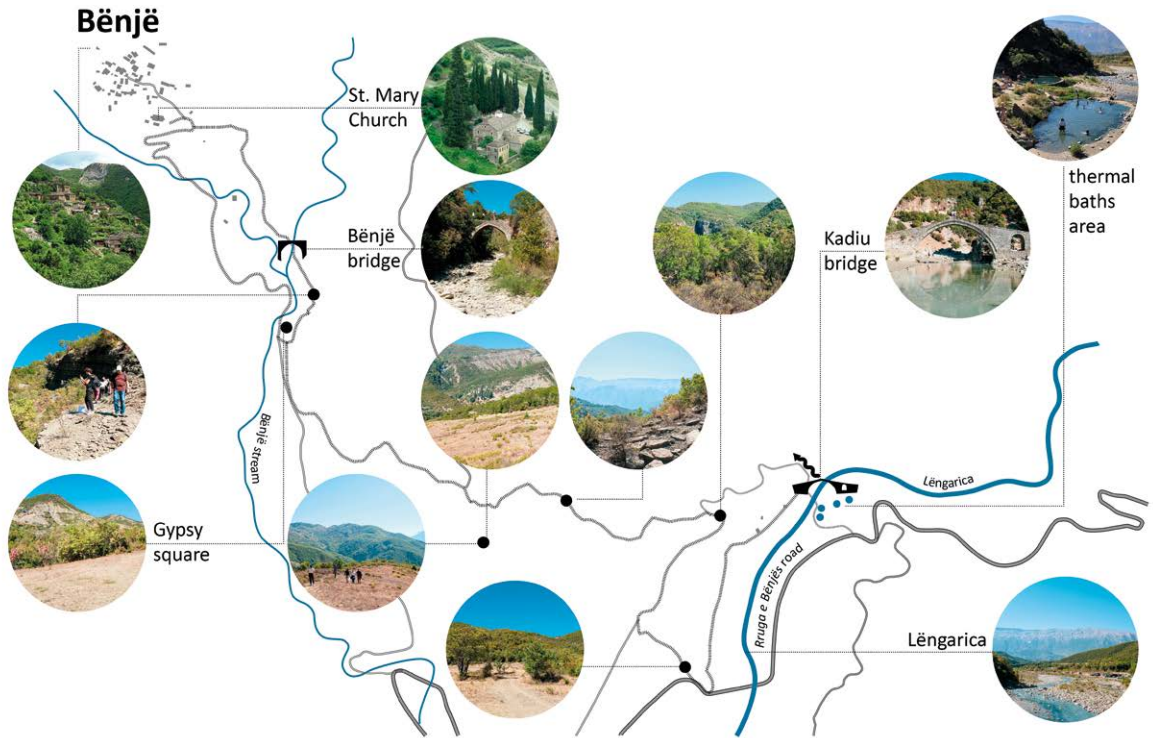 Bënjë
St. Mary
Church
Bënjë
bridge
Kadiu
bridge
thermal
baths
area
Bënjë stream
Lëngarica
Gypsy
square
Rruga e Bënjës road
Lëngarica